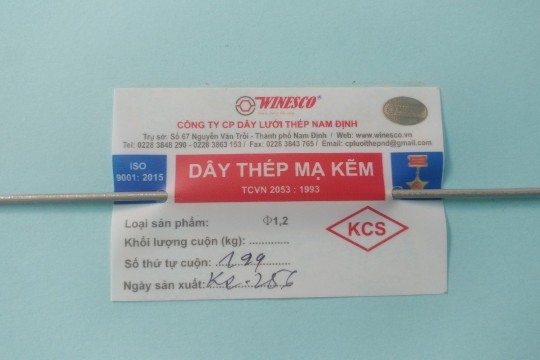 WINESCO®
CÔNG TY CP DÂY LƯỚI THÉP NAM ĐỊNH
Trụ sở: Số 67 Nguyễn Văn Trỗi - Thành phố Nam Định / Web: www.winesco.vn
Tel: 0228 3846 290 - 0228 3863 153 / Fax: 0228 3843 765 / Email: cpluoithepnd@gmail.com
ISO
9001: 2015
DÂY THÉP MẠ KẼM
TCVN 2053 : 1993
Loại sản phẩm: Φ1,2
Khối lượng cuộn (kg): .............
Số thứ tự cuộn: 199
Ngày sản xuất:
KCS